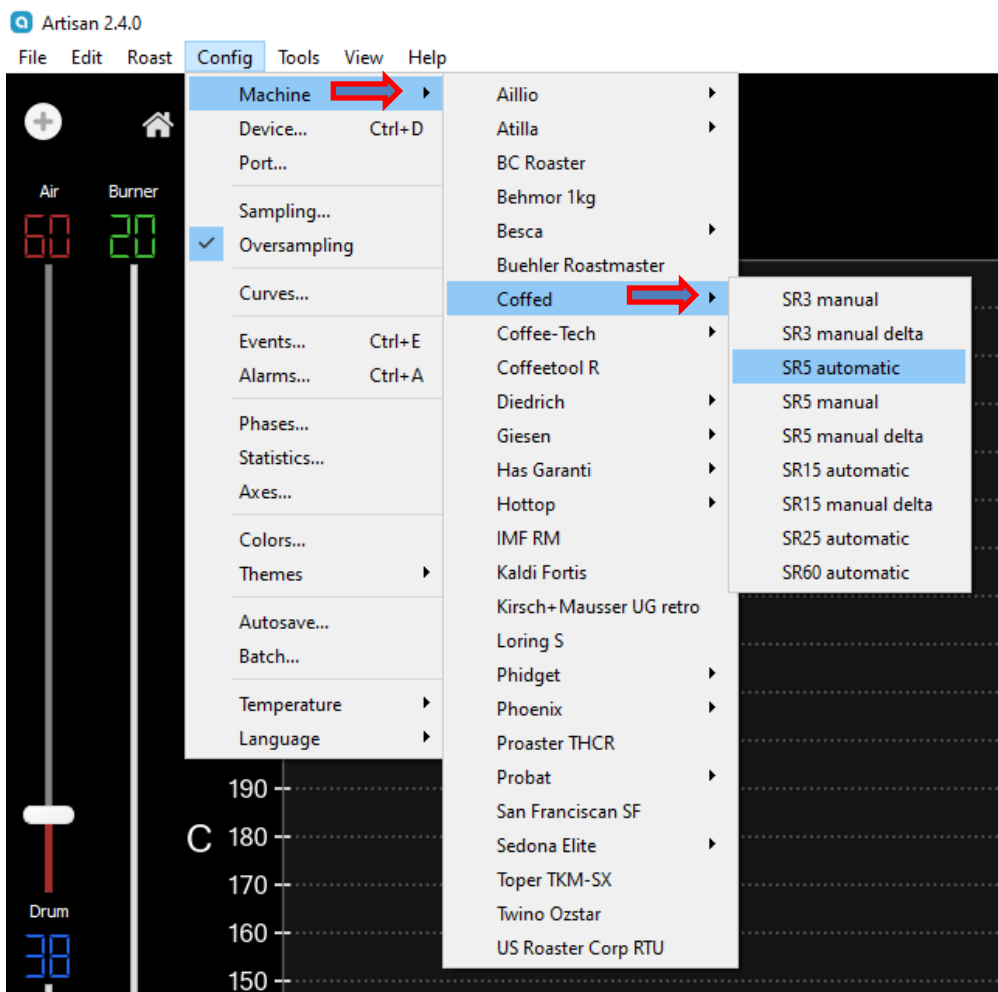 Artisan 2.4.0
File Edit Roast Config Tools View Help
Air Burner
60 20
Machine
Device... Ctrl+D
Port...
Sampling...
Oversampling
Curves...
Events... Ctrl+E
Alarms... Ctrl+A
Phases...
Statistics...
Axes...
Colors...
Themes
Autosave...
Batch...
Temperature
Language
Aillio
Atilla
BC Roaster
Behmor 1kg
Besca
Buehler Roastmaster
Coffed
Coffee-Tech
Coffeetool R
Diedrich
Giesen
Has Garanti
Hottop
IMF RM
Kaldi Fortis
Kirsch+Mausser UG retro
Loring S
Phidget
Phoenix
Proaster THCR
Probat
San Franciscan SF
Sedona Elite
Toper TKM-SX
Twino Ozstar
US Roaster Corp RTU
SR3 manual
SR3 manual delta
SR5 automatic
SR5 manual
SR5 manual delta
SR15 automatic
SR15 manual delta
SR25 automatic
SR60 automatic
190
C 180
170
160
150
Drum
38